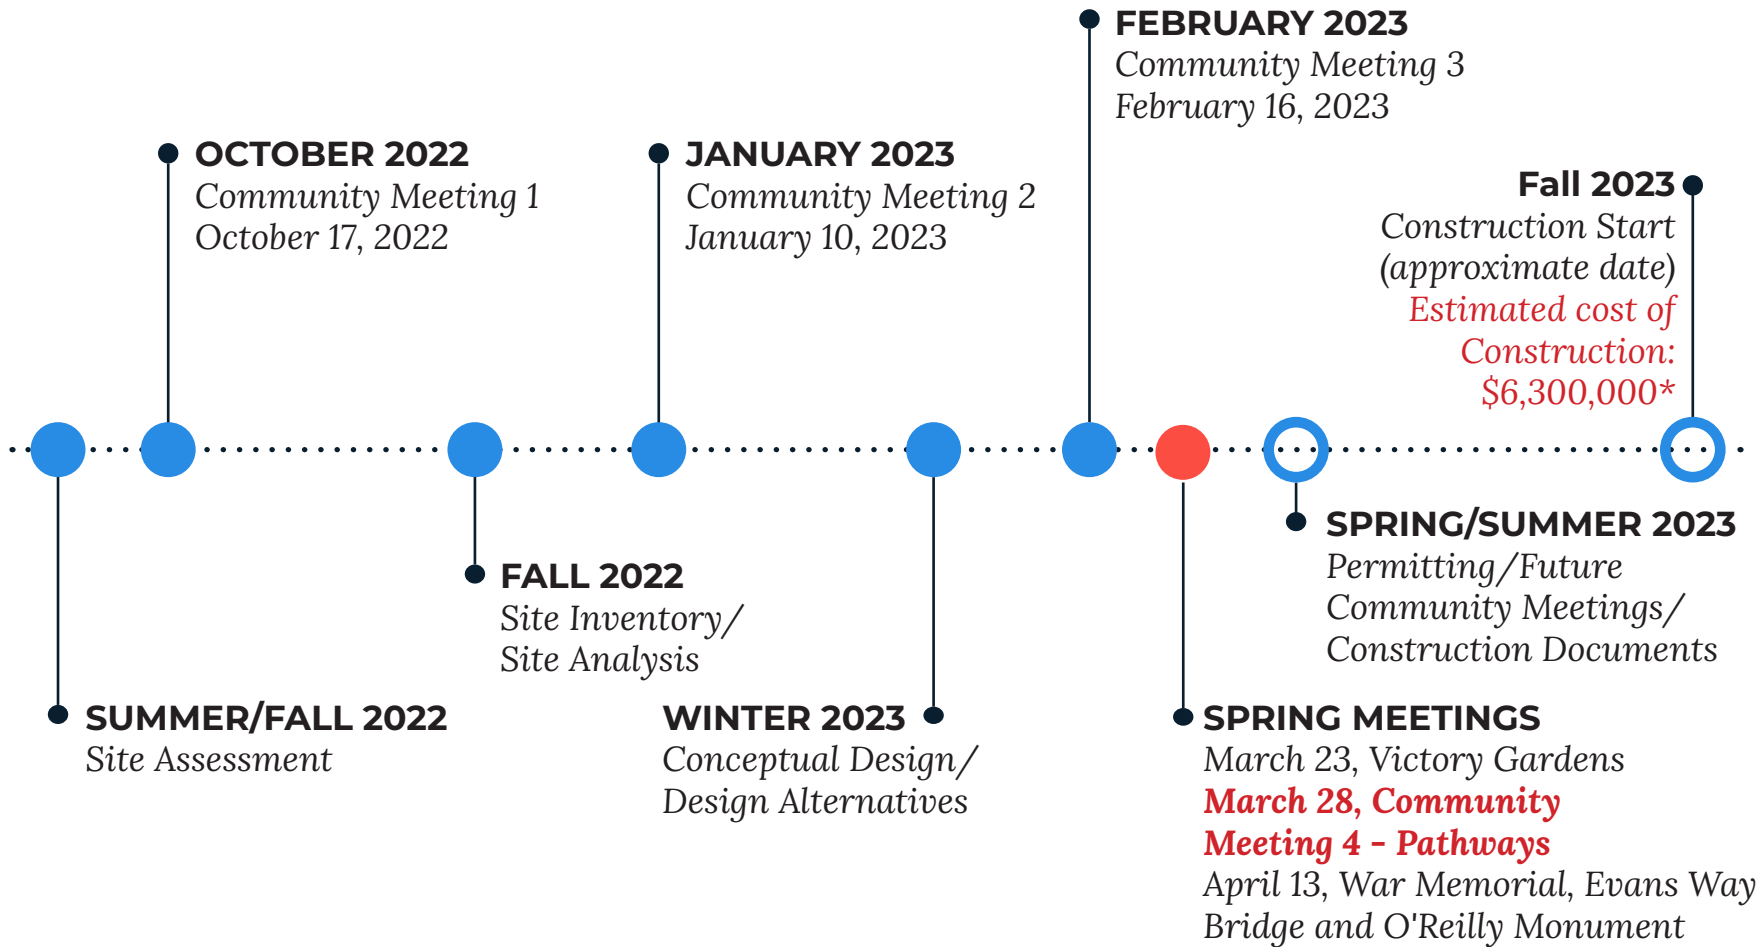 FEBRUARY 2023
Community Meeting 3
February 16, 2023
OCTOBER 2022
Community Meeting 1
October 17, 2022
JANUARY 2023
Community Meeting 2
January 10, 2023
Fall 2023
Construction Start
(approximate date)
Estimated cost of
Construction:
$6,300,000*
SPRING/SUMMER 2023
Permitting/Future
Community Meetings/
Construction Documents
FALL 2022
Site Inventory/
Site Analysis
SUMMER/FALL 2022
Site Assessment
WINTER 2023
Conceptual Design/
Design Alternatives
SPRING MEETINGS
March 23, Victory Gardens
March 28, Community
Meeting 4 - Pathways
April 13, War Memorial, Evans Way
Bridge and O'Reilly Monument